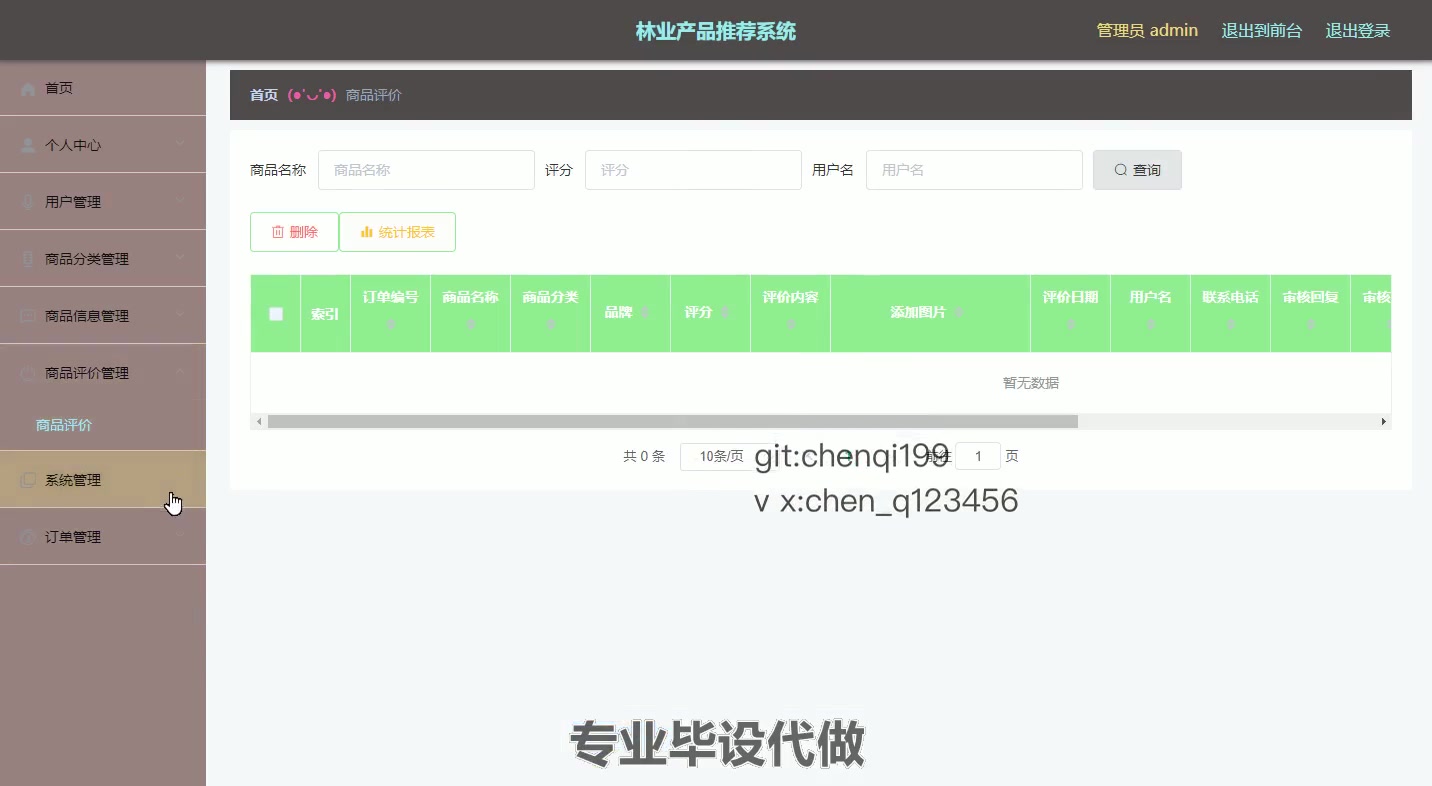 林业产品推荐系统
管理员 admin
退出到前台
退出登录
首页
个人中心
用户管理
商品分类管理
商品信息管理
商品评价管理
商品评价
系统管理
订单管理
首页 (●'◡'●) 商品评价
商品名称 商品名称 评分 评分 用户名 用户名 查询
删除 统计报表
索引 订单编号 商品名称 商品分类 品牌 评分 评价内容 添加图片 评价日期 用户名 联系电话 审核回复 审核
暂无数据
共 0 条 10条/页 前往 1 页
git:chenqi199
v x:chen_q123456
专业毕设代做